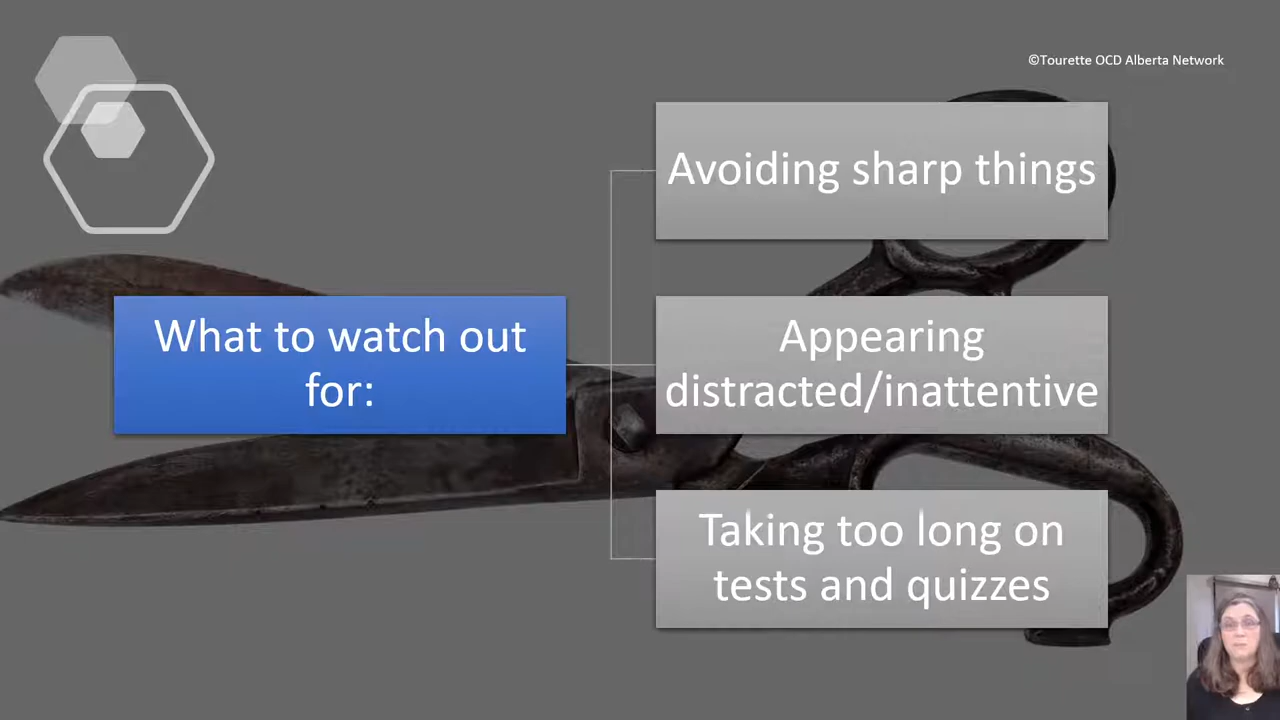 ©Tourette OCD Alberta Network
Avoiding sharp things
What to watch out
for:
Appearing
distracted/inattentive
Taking too long on
tests and quizzes